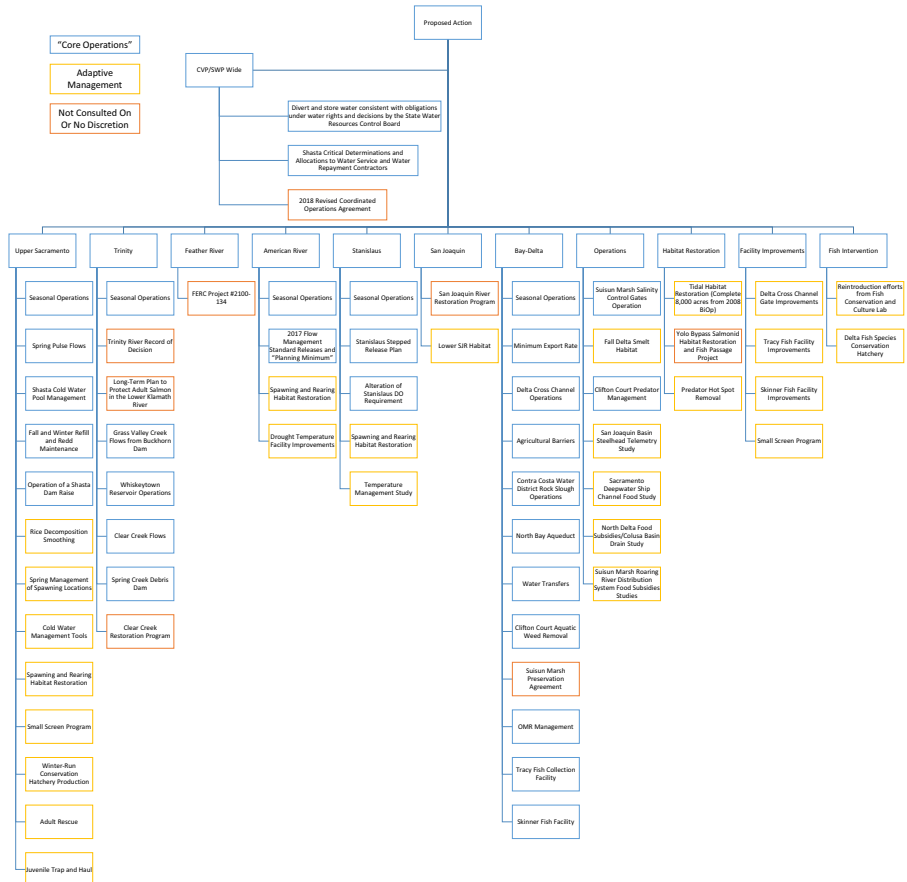 Proposed Action
"Core Operations"
Adaptive
Management
Not Consulted On
Or No Discretion
CVP/SWP Wide
Divert and store water consistent with obligations
under water rights and decisions by the State Water
Resources Control Board
Shasta Critical Determinations and
Allocations to Water Service and Water
Repayment Contractors
2018 Revised Coordinated
Operations Agreement
Upper Sacramento
Seasonal Operations
Spring Pulse Flows
Shasta Cold Water
Pool Management
Fall and Winter Refill
and Redd
Maintenance
Operation of a Shasta
Dam Raise
Rice Decomposition
Smoothing
Spring Management
of Spawning Locations
Cold Water
Management Tools
Spawning and Rearing
Habitat Restoration
Small Screen Program
Winter-Run
Conservation
Hatchery Production
Adult Rescue
Juvenile Trap and Haul
Trinity
Seasonal Operations
Trinity River Record of
Decision
Long-Term Plan to
Protect Adult Salmon
in the Lower Klamath
River
Grass Valley Creek
Flows from Buckhorn
Dam
Whiskeytown
Reservoir Operations
Clear Creek Flows
Spring Creek Debris
Dam
Clear Creek
Restoration Program
Feather River
FERC Project #2100-
134
American River
Seasonal Operations
2017 Flow
Management
Standard Releases and
"Planning Minimum"
Spawning and Rearing
Habitat Restoration
Drought Temperature
Facility Improvements
Stanislaus
Seasonal Operations
Stanislaus Stepped
Release Plan
Alteration of
Stanislaus DO
Requirement
Spawning and Rearing
Habitat Restoration
Temperature
Management Study
San Joaquin
San Joaquin River
Restoration Program
Lower SJR Habitat
Bay-Delta
Seasonal Operations
Minimum Export Rate
Delta Cross Channel
Operations
Agricultural Barriers
Contra Costa Water
District Rock Slough
Operations
North Bay Aqueduct
Water Transfers
Clifton Court Aquatic
Weed Removal
Suisun Marsh
Preservation
Agreement
OMR Management
Tracy Fish Collection
Facility
Skinner Fish Facility
Operations
Suisun Marsh Salinity
Control Gates
Operation
Fall Delta Smelt
Habitat
Clifton Court Predator
Management
San Joaquin Basin
Steelhead Telemetry
Study
Sacramento
Deepwater Ship
Channel Food Study
North Delta Food
Subsidies/Colusa Basin
Drain Study
Suisun Marsh Roaring
River Distribution
System Food Subsidies
Studies
Habitat Restoration
Tidal Habitat
Restoration (Complete
8,000 acres from 2008
BiOp)
Yolo Bypass Salmonid
Habitat Restoration
and Fish Passage
Project
Predator Hot Spot
Removal
Facility Improvements
Delta Cross Channel
Gate Improvements
Tracy Fish Facility
Improvements
Skinner Fish Facility
Improvements
Small Screen Program
Fish Intervention
Reintroduction efforts
from Fish
Conservation and
Culture Lab
Delta Fish Species
Conservation
Hatchery